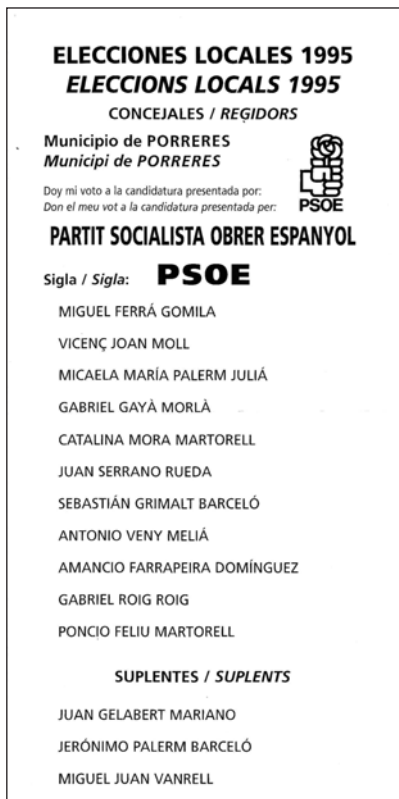 ELECCIONES LOCALES 1995
ELECCIONS LOCALS 1995
CONCEJALES / REGIDORS
Municipio de PORRERES
Municipi de PORRERES
Doy mi voto a la candidatura presentada por:
Don el meu vot a la candidatura presentada per:
PSOE
PARTIT SOCIALISTA OBRER ESPANYOL
Sigla / Sigla: PSOE
MIGUEL FERRÁ GOMILA
VICENÇ JOAN MOLL
MICAELA MARÍA PALERM JULIÁ
GABRIEL GAYÀ MORLÀ
CATALINA MORA MARTORELL
JUAN SERRANO RUEDA
SEBASTIÁN GRIMALT BARCELÓ
ANTONIO VENY MELIÁ
AMANCIO FARRAPEIRA DOMÍNGUEZ
GABRIEL ROIG ROIG
PONCIO FELIU MARTORELL
SUPLENTES / SUPLENTS
JUAN GELABERT MARIANO
JERÓNIMO PALERM BARCELÓ
MIGUEL JUAN VANRELL